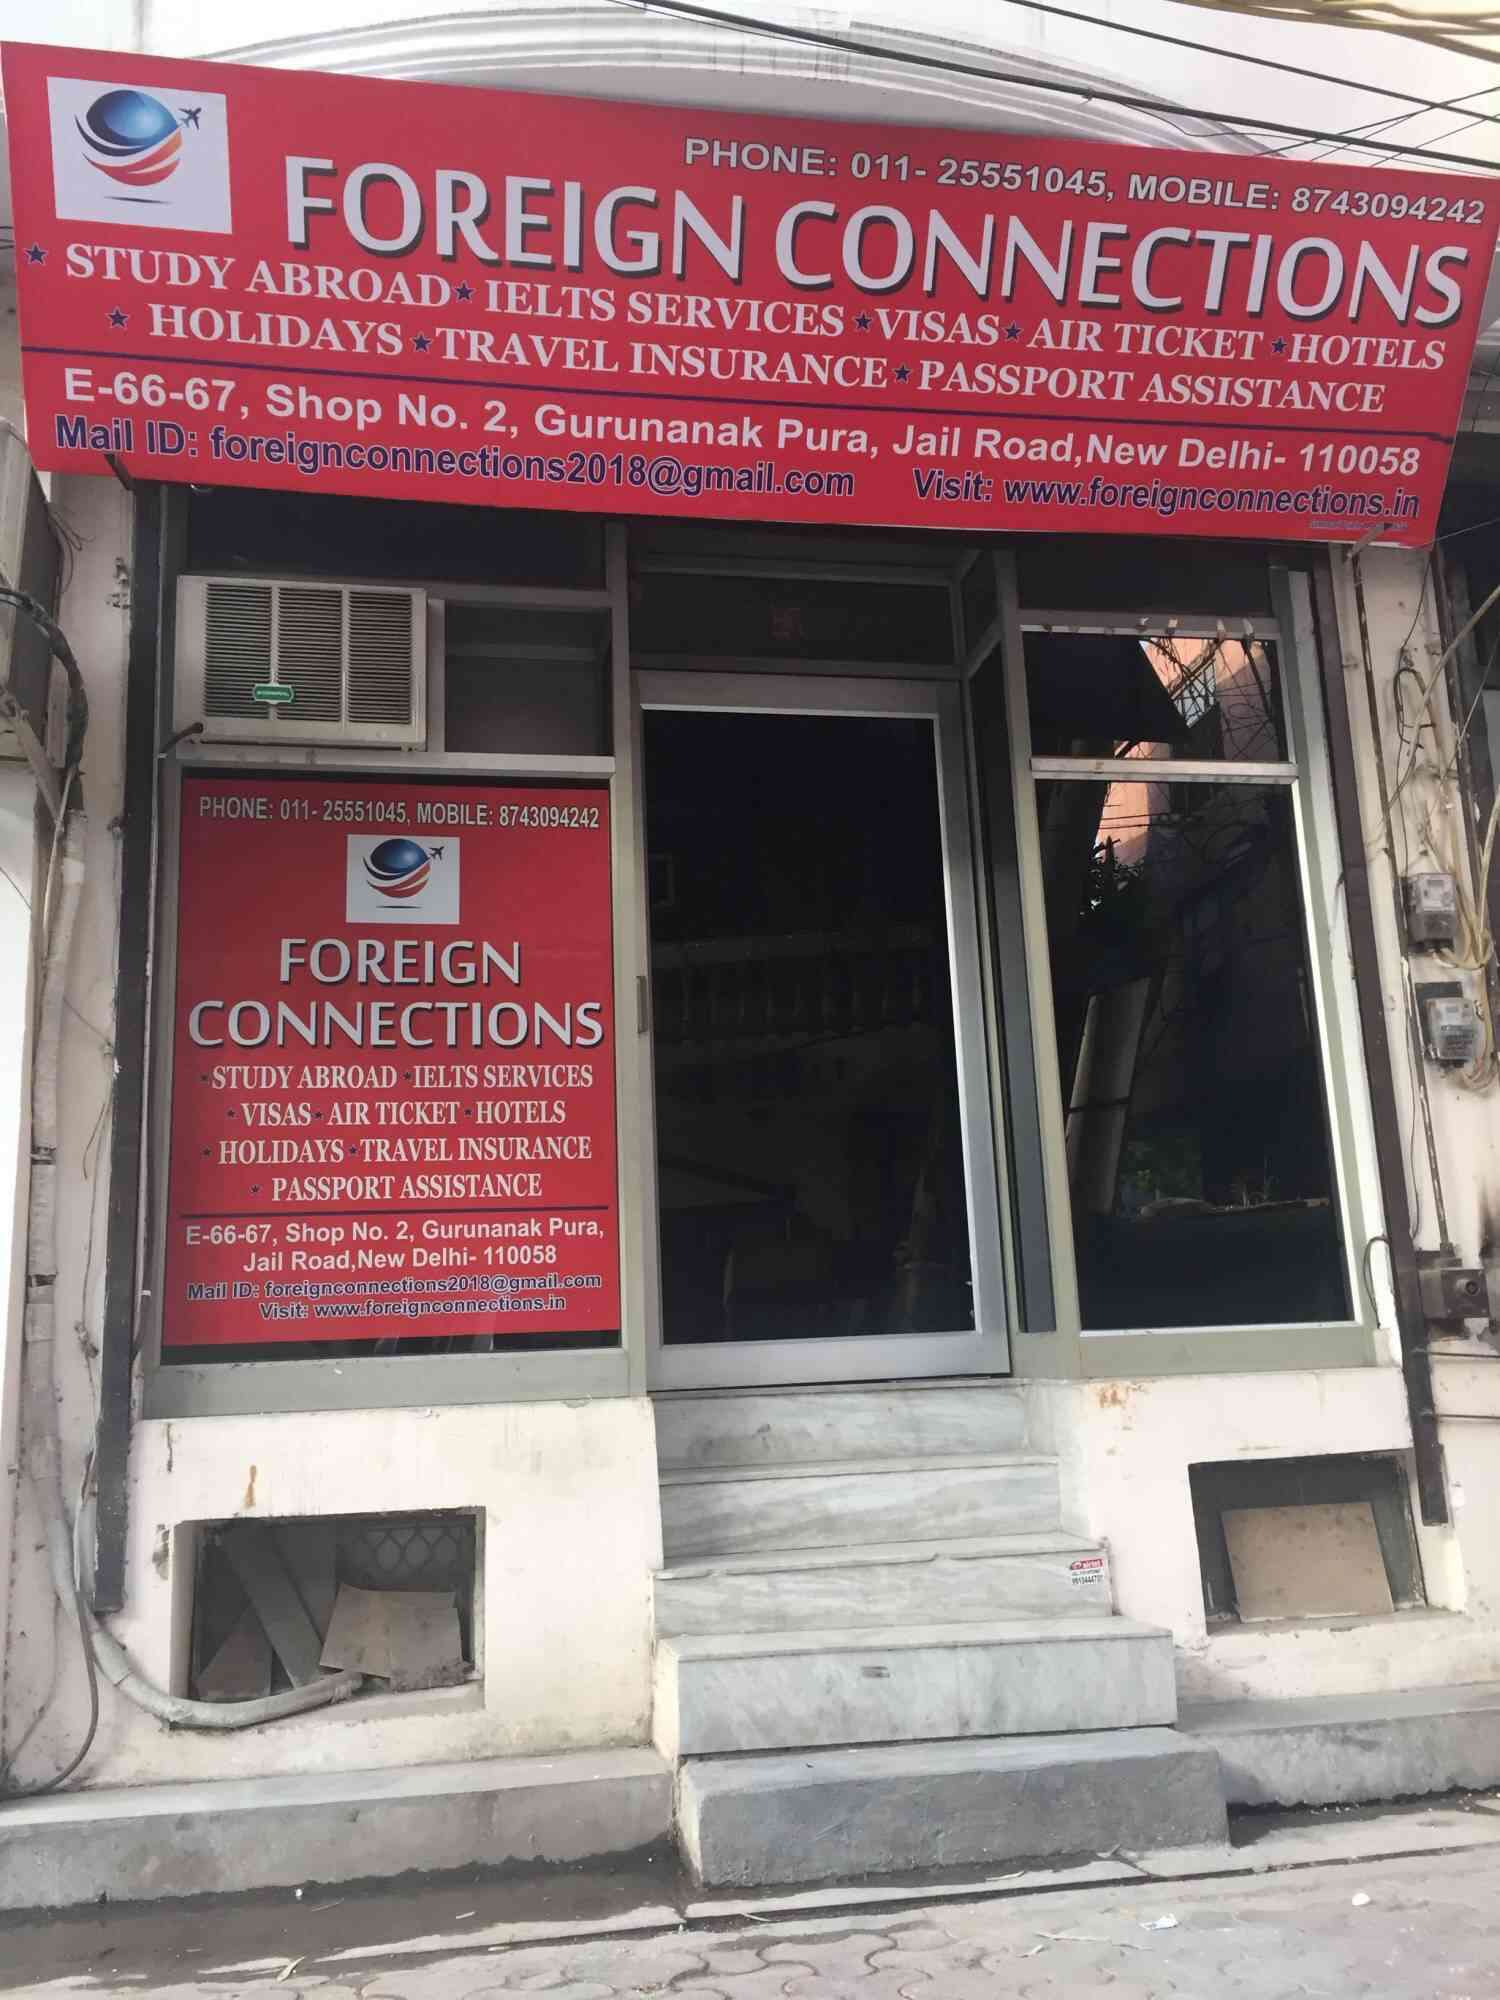 PHONE: 011- 25551045, MOBILE: 8743094242
FOREIGN CONNECTIONS
★ STUDY ABROAD ★ IELTS SERVICES ★ VISAS ★ AIR TICKET ★ HOTELS
★ HOLIDAYS ★ TRAVEL INSURANCE ★ PASSPORT ASSISTANCE
E-66-67, Shop No. 2, Gurunanak Pura, Jail Road,New Delhi- 110058
Mail ID: foreignconnections2018@gmail.com Visit: www.foreignconnections.in
PHONE: 011- 25551045, MOBILE: 8743094242
FOREIGN
CONNECTIONS
★ STUDY ABROAD ★ IELTS SERVICES
★ VISAS ★ AIR TICKET ★ HOTELS
★ HOLIDAYS ★ TRAVEL INSURANCE
★ PASSPORT ASSISTANCE
E-66-67, Shop No. 2, Gurunanak Pura,
Jail Road,New Delhi- 110058
Mail ID: foreignconnections2018@gmail.com
Visit: www.foreignconnections.in
airtel